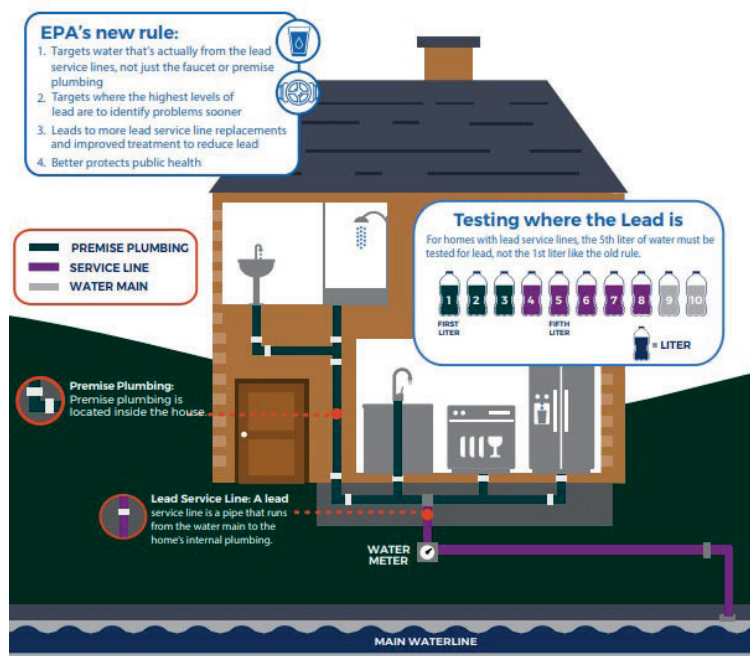 EPA's new rule:
1. Targets water that's actually from the lead
service lines, not just the faucet or premise
plumbing
2. Targets where the highest levels of
lead are to identify problems sooner
3. Leads to more lead service line replacements
and improved treatment to reduce lead
4. Better protects public health
PREMISE PLUMBING
SERVICE LINE
WATER MAIN
Testing where the Lead is
For homes with lead service lines, the 5th liter of water must be
tested for lead, not the 1st liter like the old rule.
1 2 3 4 5 6 7 8 9 10
FIRST
LITER
FIFTH
LITER
= LITER
Premise Plumbing:
Premise plumbing is
located inside the house.
Lead Service Line: A lead
service line is a pipe that runs
from the water main to the
home's internal plumbing.
WATER
METER
MAIN WATERLINE